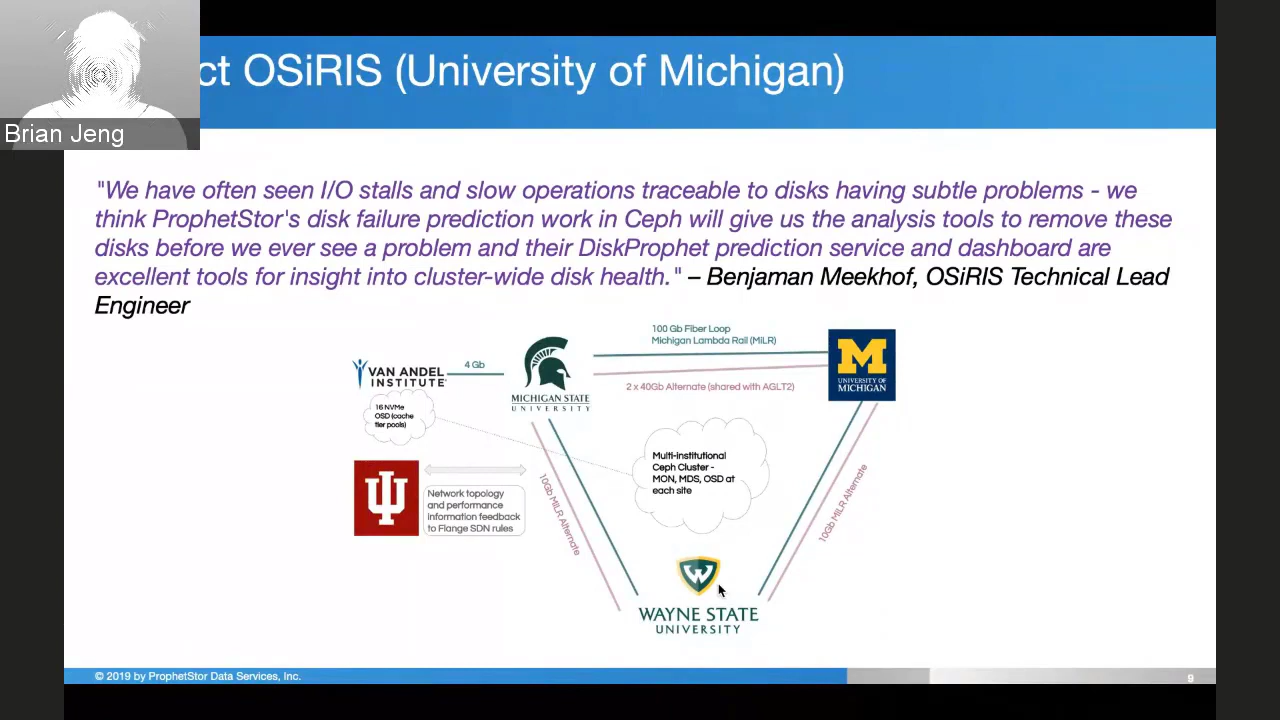 ct OSiRIS (University of Michigan)
Brian Jeng
"We have often seen I/O stalls and slow operations traceable to disks having subtle problems - we
think ProphetStor's disk failure prediction work in Ceph will give us the analysis tools to remove these
disks before we ever see a problem and their DiskProphet prediction service and dashboard are
excellent tools for insight into cluster-wide disk health." – Benjaman Meekhof, OSiRIS Technical Lead
Engineer
100 Gb Fiber Loop
Michigan Lambda Rail (MiLR)
VAN ANDEL
INSTITUTE
4 Gb
MICHIGAN STATE
UNIVERSITY
2 x 40Gb Alternate (shared with AGLT2)
M
UNIVERSITY OF
MICHIGAN
16 NVMe
OSD (cache
tier pools)
Multi-institutional
Ceph Cluster -
MON, MDS, OSD at
each site
Network topology
and performance
information feedback
to Flange SDN rules
10Gb MiLR Alternate
10Gb MiLR Alternate
W
WAYNE STATE
UNIVERSITY
© 2019 by ProphetStor Data Services, Inc.
9